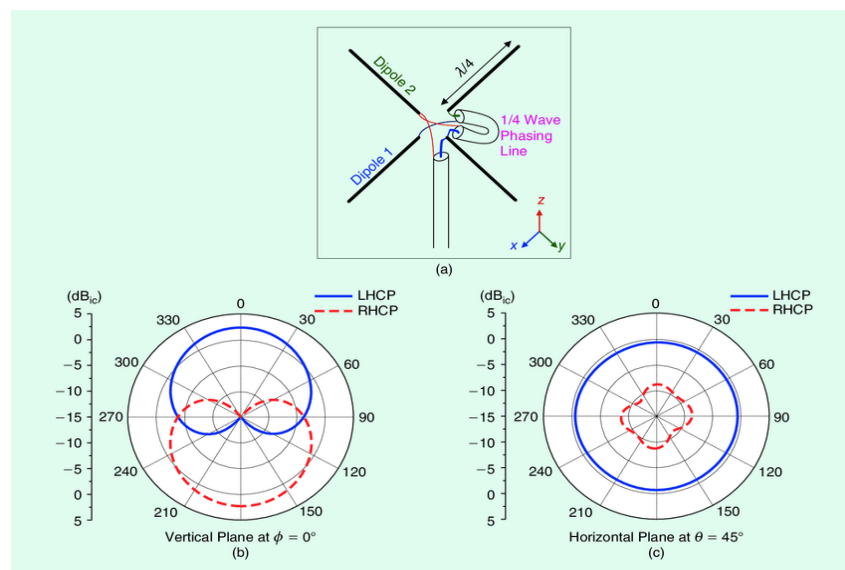 Dipole 2
λ/4
1/4 Wave
Phasing
Line
Dipole 1
z
x
y
(a)
(dBic)
5
0
−5
−10
−15
−10
−5
0
5
0
30
60
90
120
150
210
240
270
300
330
LHCP
RHCP
Vertical Plane at ϕ = 0°
(b)
(dBic)
5
0
−5
−10
−15
−10
−5
0
5
0
30
60
90
120
150
210
240
270
300
330
LHCP
RHCP
Horizontal Plane at θ = 45°
(c)